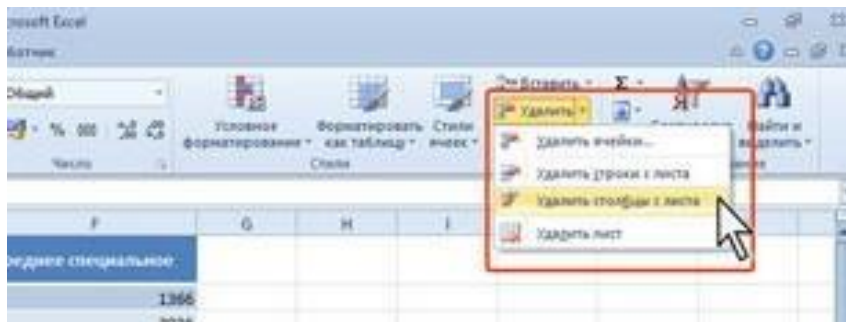 crosoft Excel
Общий
Вставить
Σ
Удалить
% 000
Условное форматирование
Форматировать как таблицу
Стили ячеек
Найти и выделить
Число
Стили
Удалить ячейки...
Удалить строки с листа
Удалить столбцы с листа
Удалить лист
F G H I
реднее специальное
1366